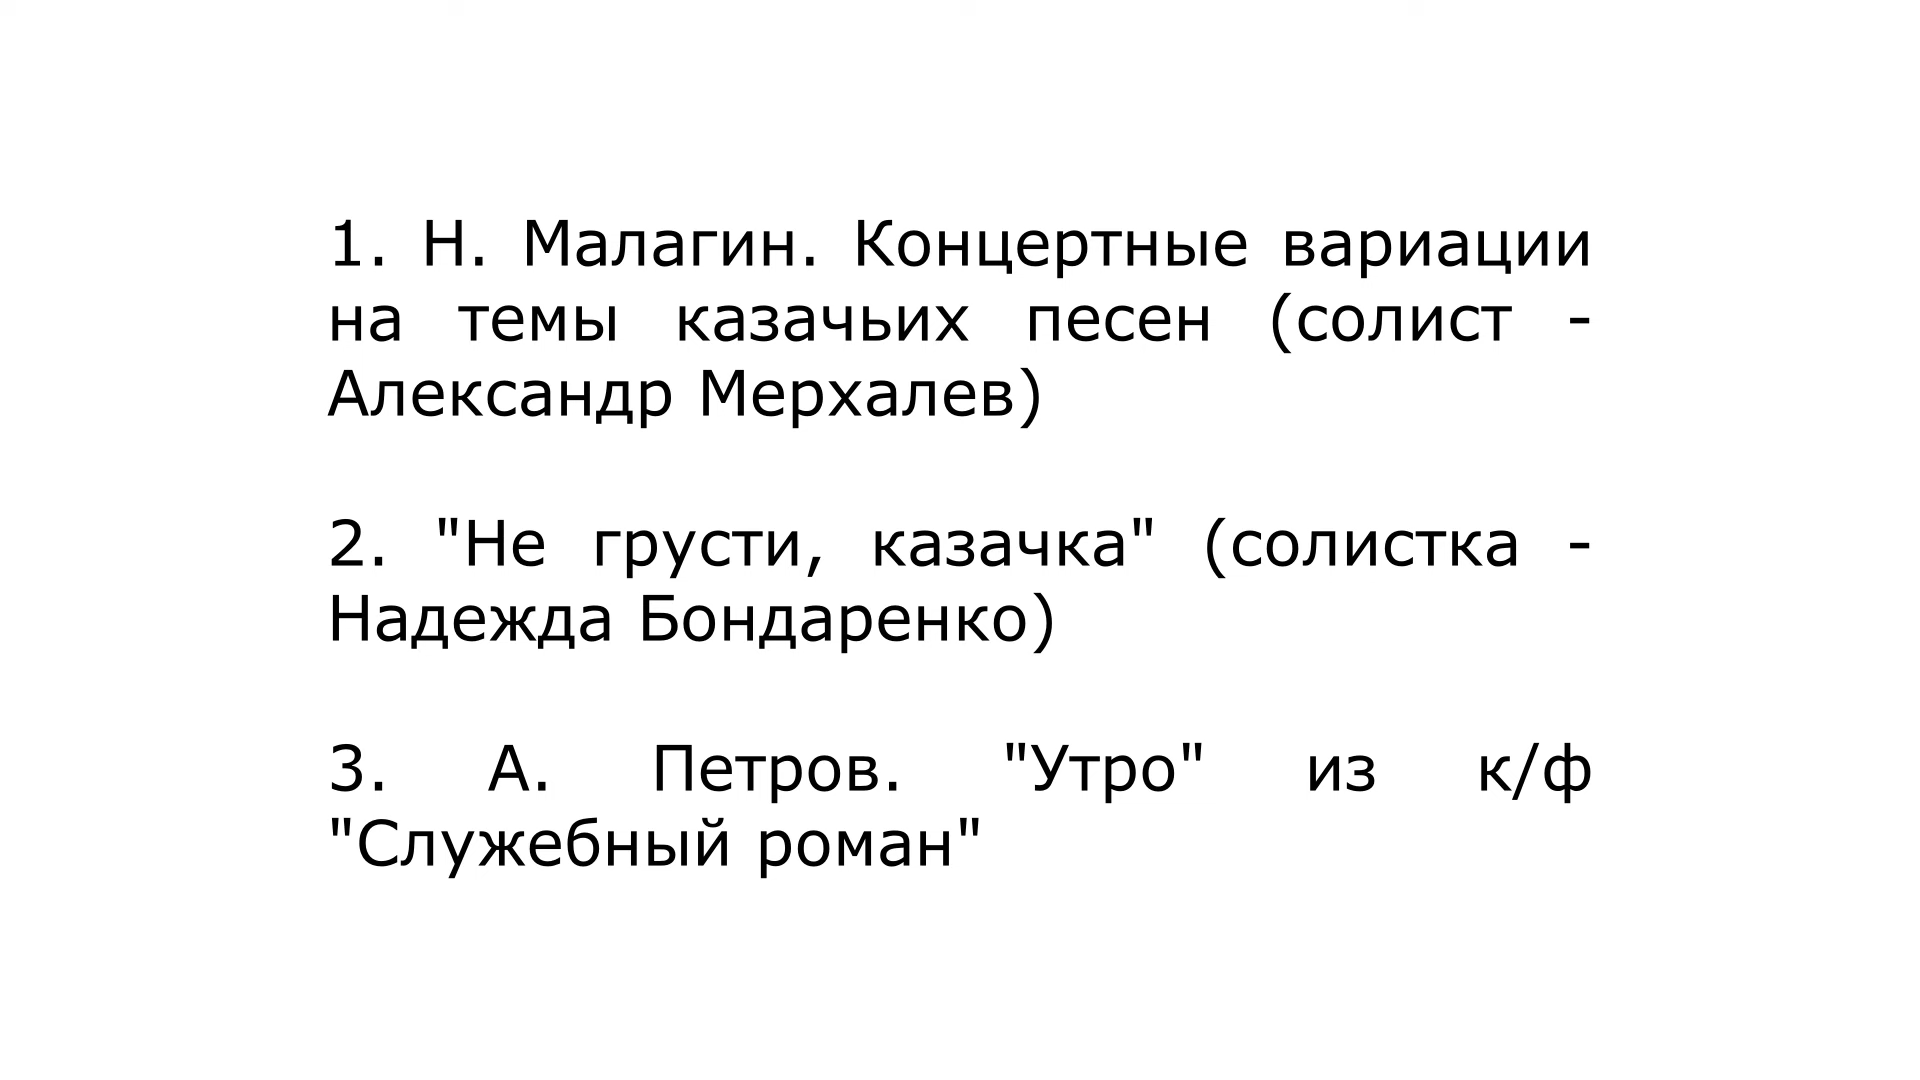 1. Н. Малагин. Концертные вариации
на темы казачьих песен (солист -
Александр Мерхалев)
2. "Не грусти, казачка" (солистка -
Надежда Бондаренко)
3. А. Петров. "Утро" из к/ф
"Служебный роман"